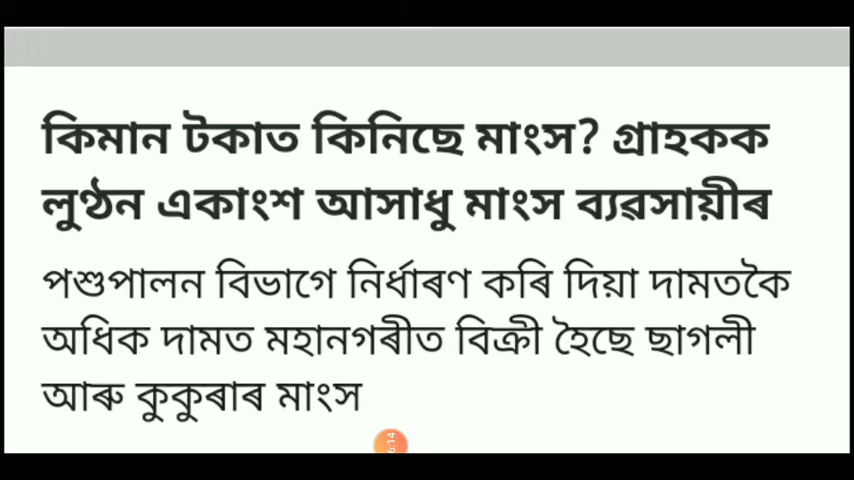 কিমান টকাত কিনিছে মাংস? গ্ৰাহকক
লুণ্ঠন একাংশ আসাধু মাংস ব্যৱসায়ীৰ
পশুপালন বিভাগে নিৰ্ধাৰণ কৰি দিয়া দামতকৈ
অধিক দামত মহানগৰীত বিক্ৰী হৈছে ছাগলী
আৰু কুকুৰাৰ মাংস